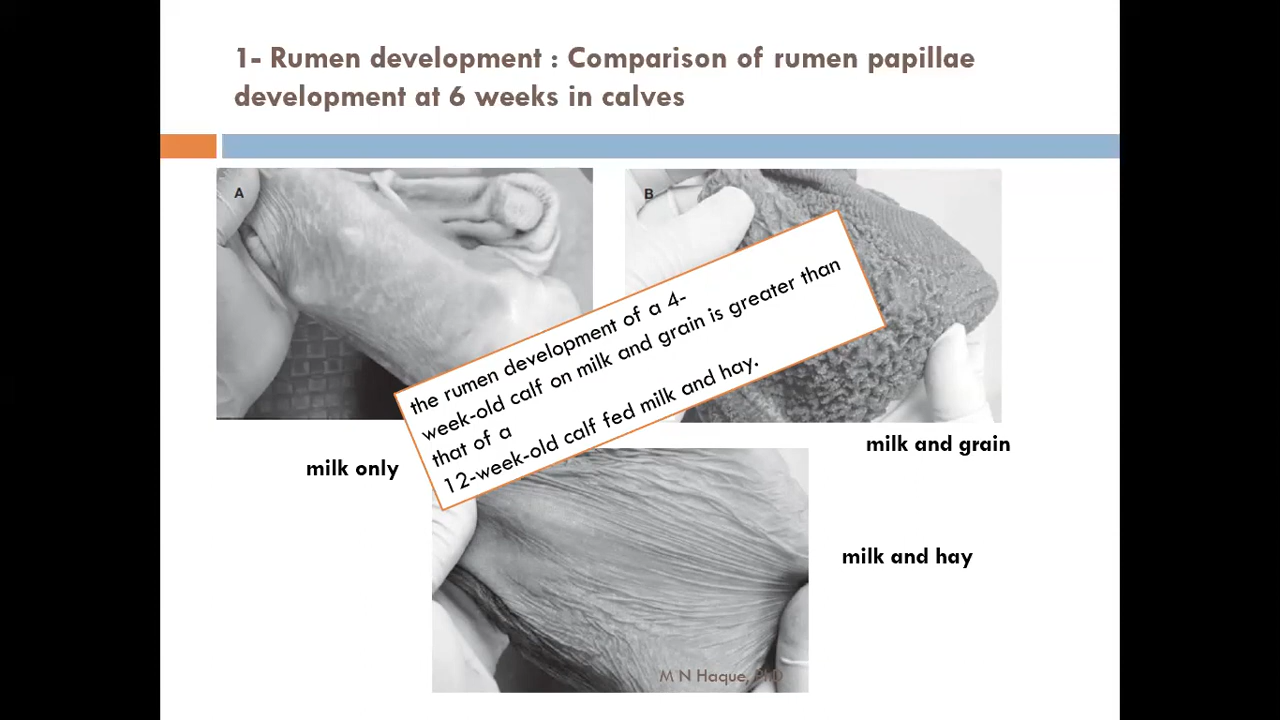 1- Rumen development : Comparison of rumen papillae
development at 6 weeks in calves
A
B
the rumen development of a 4-
week-old calf on milk and grain is greater than
that of a
12-week-old calf fed milk and hay.
milk only
milk and grain
milk and hay
M N Haque, PhD